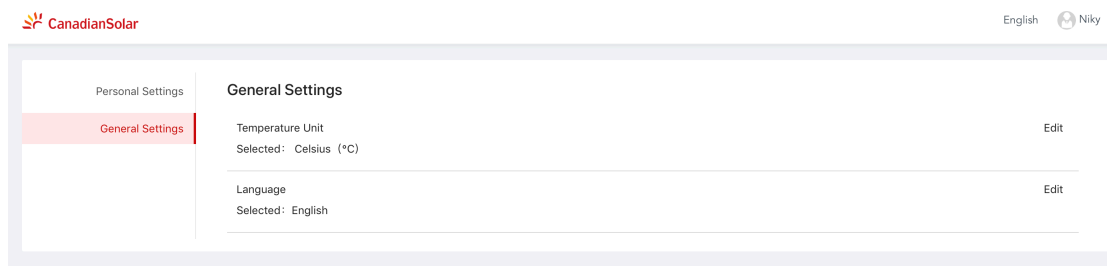 CanadianSolar
English
Niky
Personal Settings
General Settings
General Settings
Temperature Unit
Edit
Selected： Celsius（°C）
Language
Edit
Selected：English